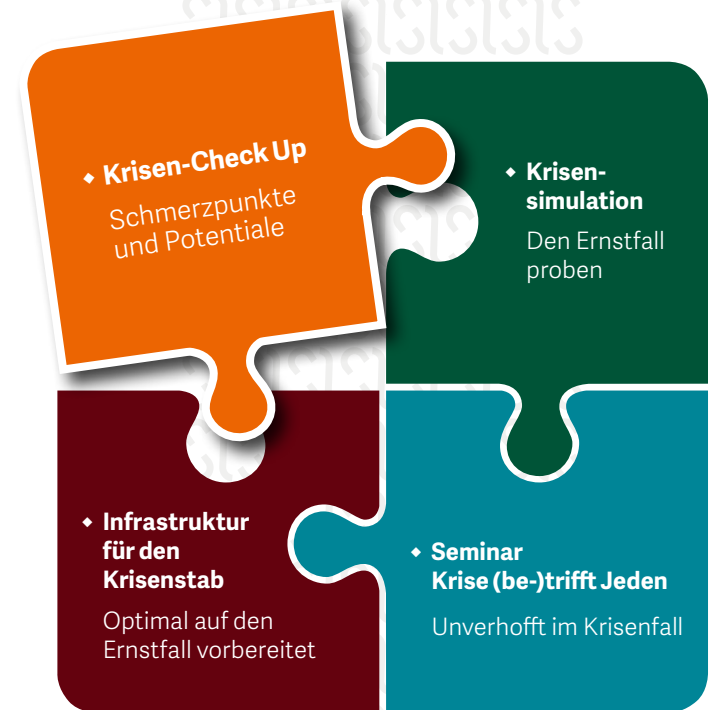 ◆ Krisen-Check Up
Schmerzpunkte
und Potentiale
◆ Krisen-
simulation
Den Ernstfall
proben
◆ Infrastruktur
für den
Krisenstab
Optimal auf den
Ernstfall vorbereitet
◆ Seminar
Krise (be-)trifft Jeden
Unverhofft im Krisenfall